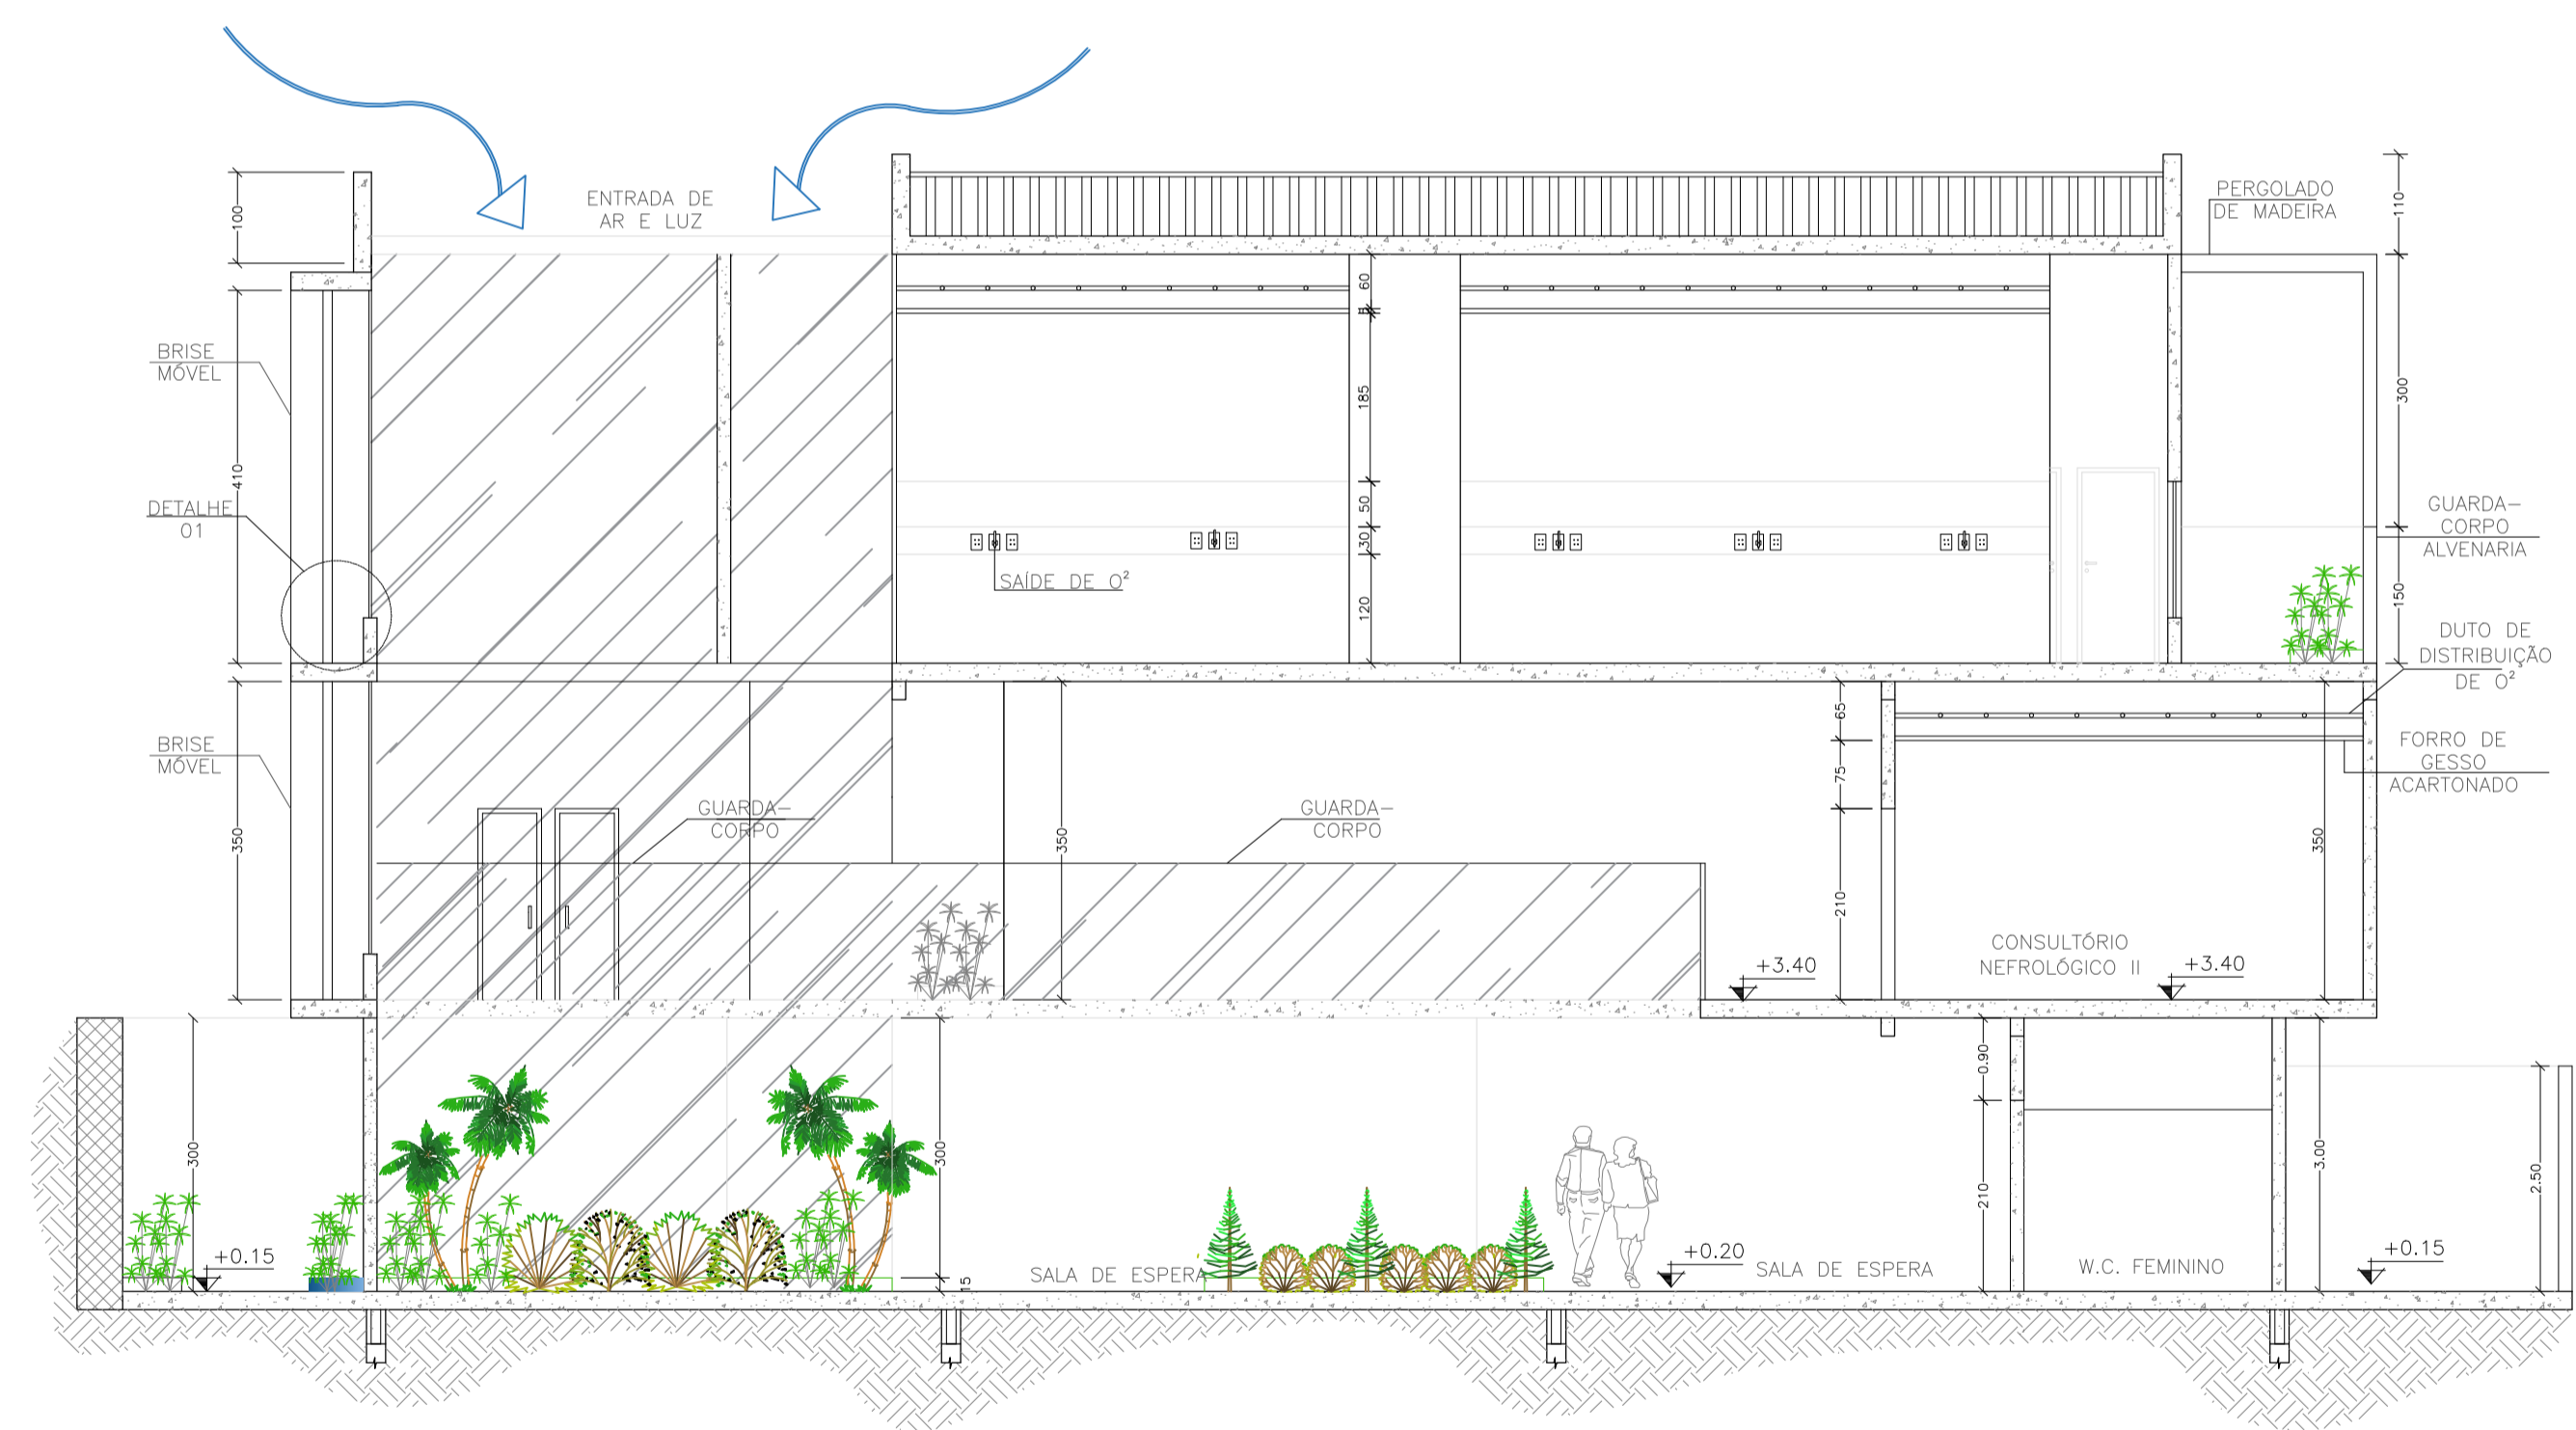 ENTRADA DE
AR E LUZ
PERGOLADO
DE MADEIRA
100
110
60
5
BRISE
MÓVEL
410
185
300
DETALHE
01
50
30
120
SAÍDE DE O²
GUARDA-
CORPO
ALVENARIA
150
DUTO DE
DISTRIBUIÇÃO
DE O²
BRISE
MÓVEL
350
GUARDA-
CORPO
350
GUARDA-
CORPO
65
75
210
350
FORRO DE
GESSO
ACARTONADO
CONSULTÓRIO
NEFROLÓGICO II
+3.40
+3.40
300
300
15
0.90
210
3.00
2.50
+0.15
SALA DE ESPERA
+0.20
SALA DE ESPERA
W.C. FEMININO
+0.15